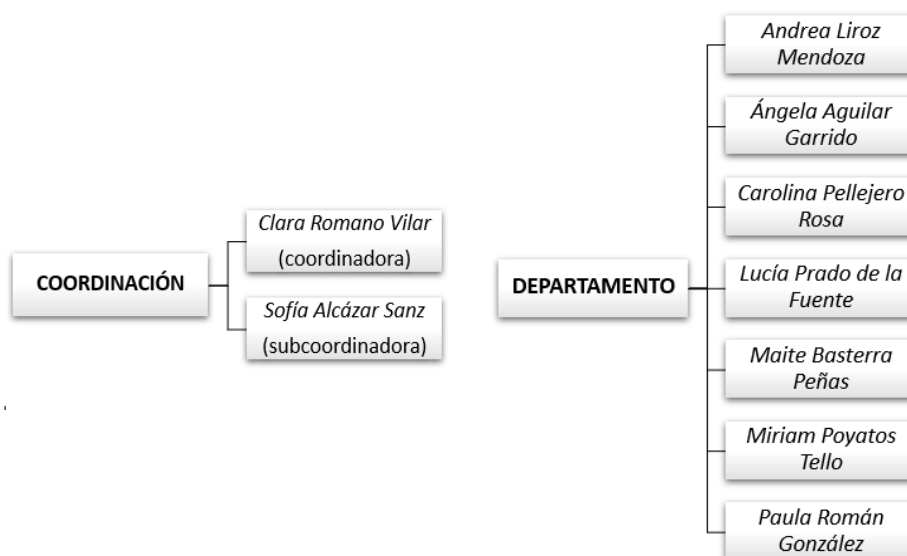 COORDINACIÓN
Clara Romano Vilar
(coordinadora)
Sofía Alcázar Sanz
(subcoordinadora)
DEPARTAMENTO
Andrea Liroz
Mendoza
Ángela Aguilar
Garrido
Carolina Pellejero
Rosa
Lucía Prado de la
Fuente
Maite Basterra
Peñas
Miriam Poyatos
Tello
Paula Román
González